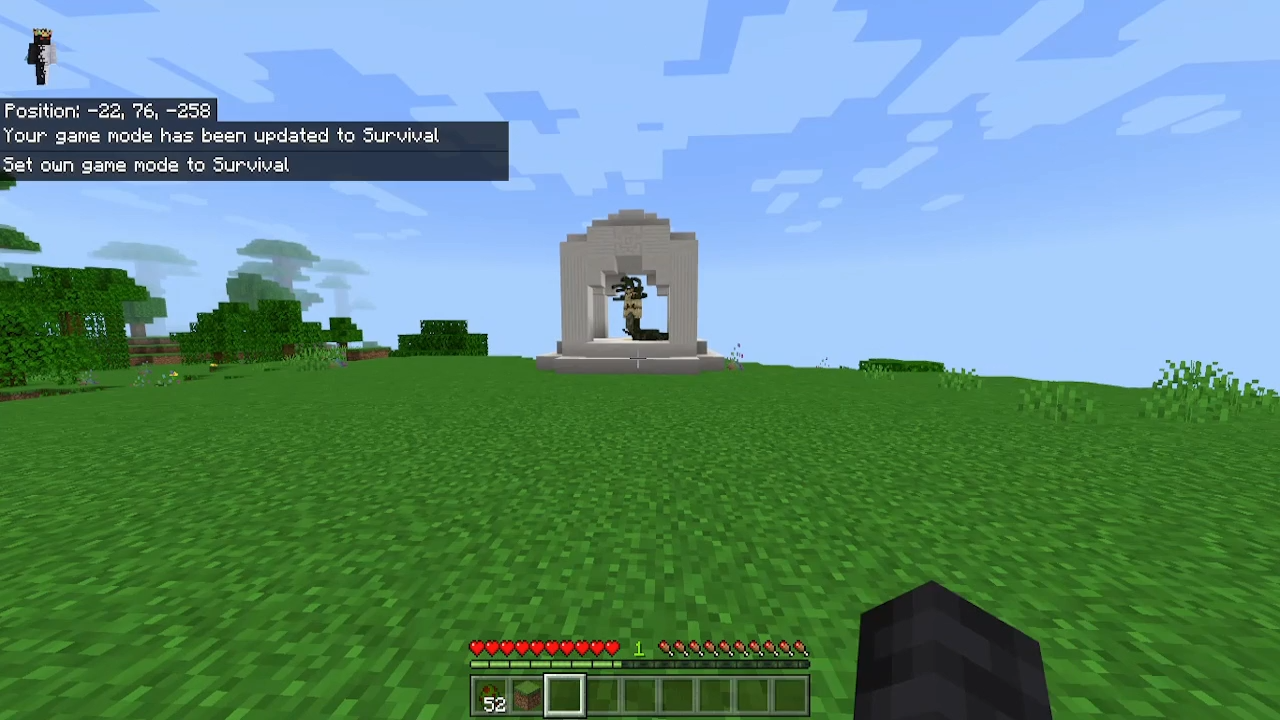 Position: -22, 76, -258
Your game mode has been updated to Survival
Set own game mode to Survival
1
52